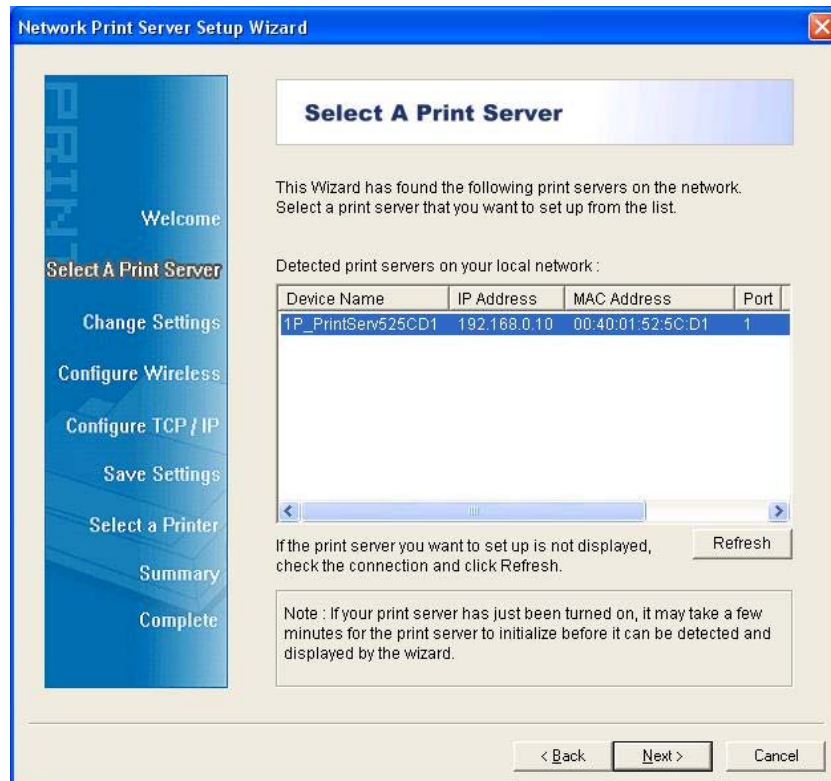 Network Print Server Setup Wizard
PRINT
Welcome
Select A Print Server
Change Settings
Configure Wireless
Configure TCP / IP
Save Settings
Select a Printer
Summary
Complete
Select A Print Server
This Wizard has found the following print servers on the network.
Select a print server that you want to set up from the list.
Detected print servers on your local network :
Device Name IP Address MAC Address Port
1P_PrintServ525CD1 192.168.0.10 00:40:01:52:5C:D1 1
If the print server you want to set up is not displayed,
check the connection and click Refresh.
Refresh
Note : If your print server has just been turned on, it may take a few
minutes for the print server to initialize before it can be detected and
displayed by the wizard.
< Back
Next >
Cancel